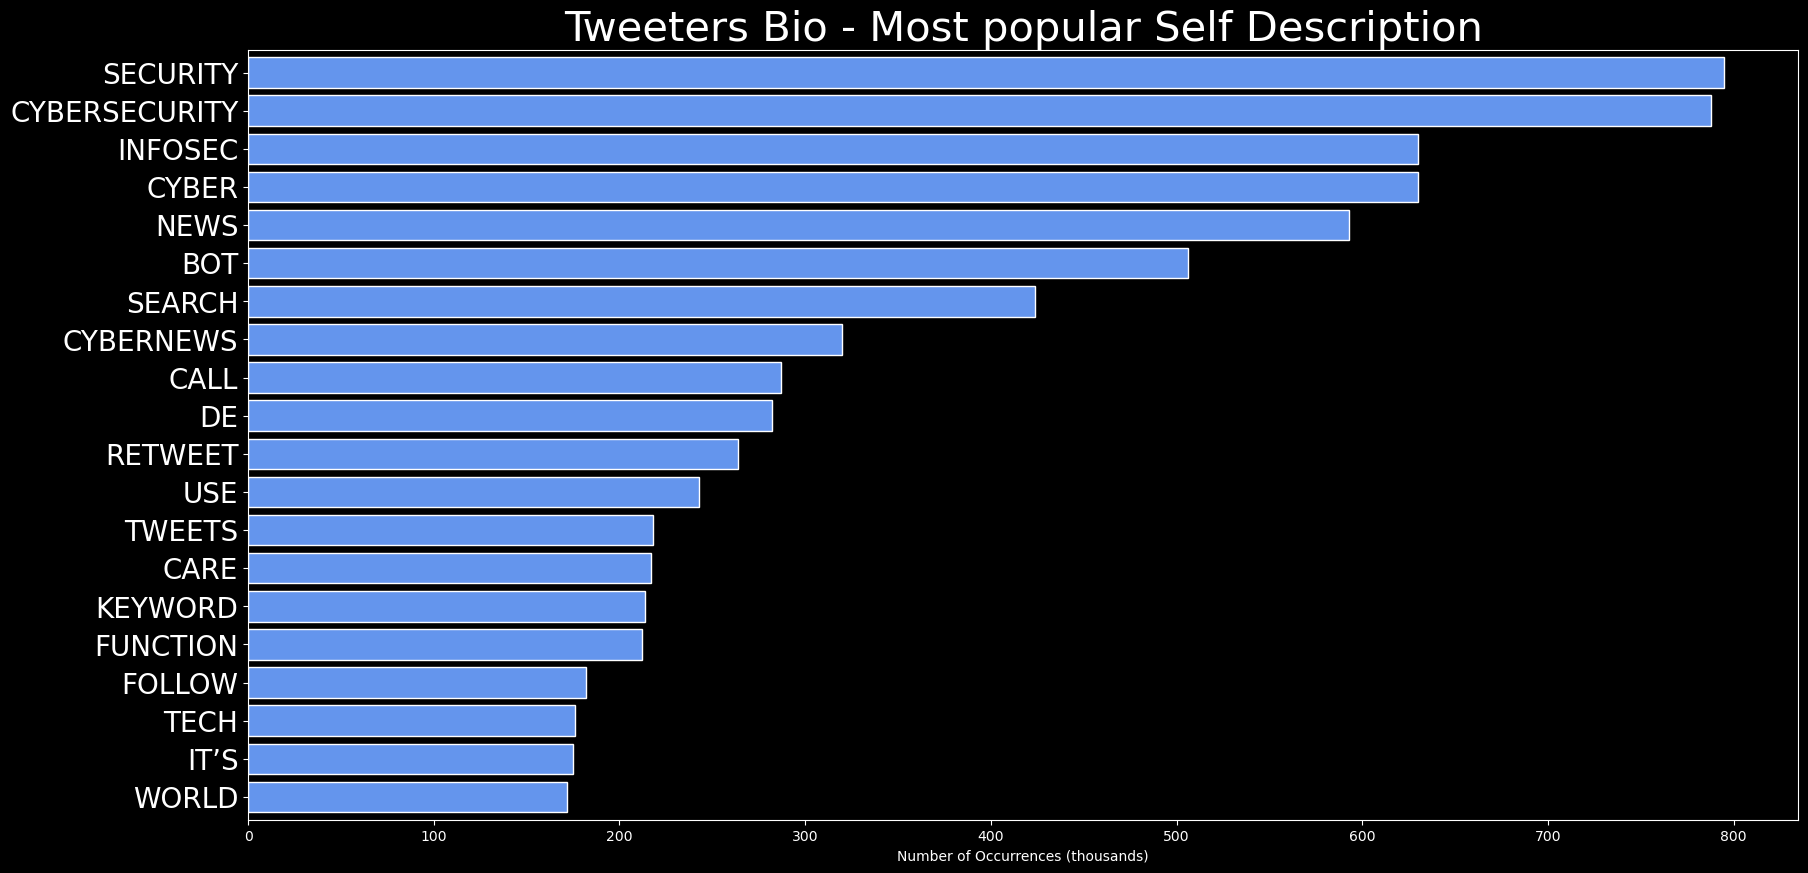 Tweeters Bio - Most popular Self Description
SECURITY
CYBERSECURITY
INFOSEC
CYBER
NEWS
BOT
SEARCH
CYBERNEWS
CALL
DE
RETWEET
USE
TWEETS
CARE
KEYWORD
FUNCTION
FOLLOW
TECH
IT’S
WORLD
0 100 200 300 400 500 600 700 800
Number of Occurrences (thousands)